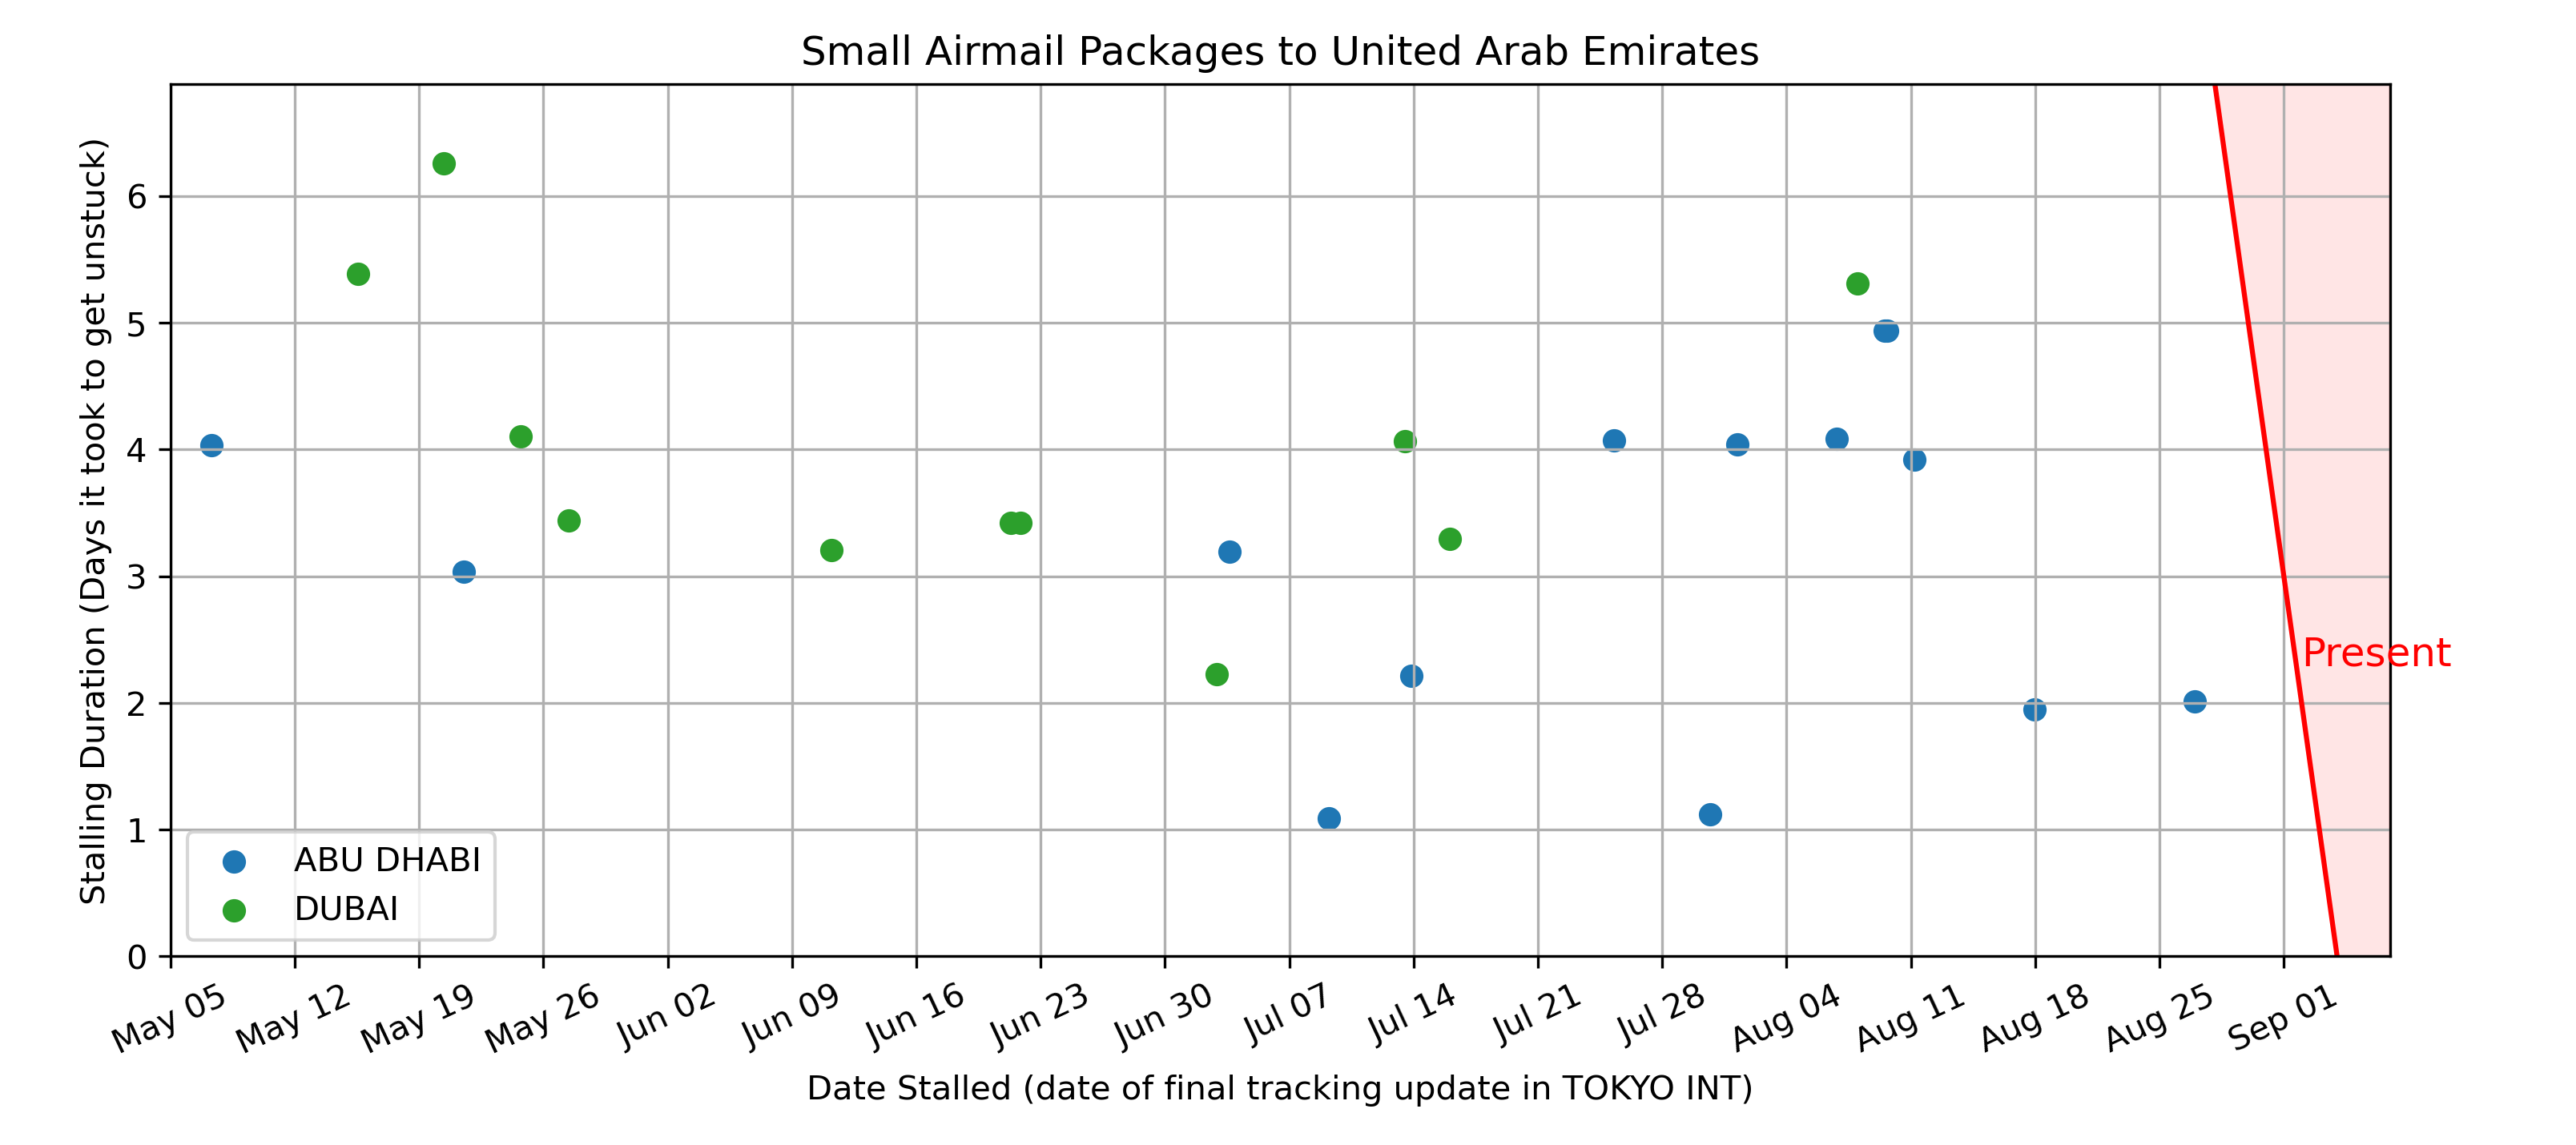 Small Airmail Packages to United Arab Emirates
Stalling Duration (Days it took to get unstuck)
6
5
4
3
2
1
0
Present
ABU DHABI
DUBAI
May 05
May 12
May 19
May 26
Jun 02
Jun 09
Jun 16
Jun 23
Jun 30
Jul 07
Jul 14
Jul 21
Jul 28
Aug 04
Aug 11
Aug 18
Aug 25
Sep 01
Date Stalled (date of final tracking update in TOKYO INT)